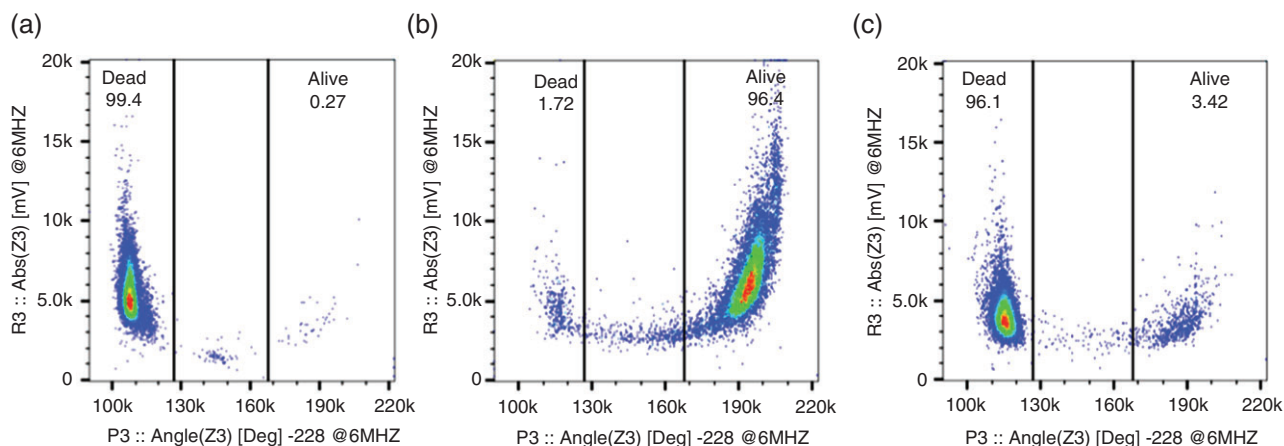 (a)
20k
15k
10k
5.0k
0
R3 :: Abs(Z3) [mV] @6MHZ
Dead
99.4
Alive
0.27
100k 130k 160k 190k 220k
P3 :: Angle(Z3) [Deg] -228 @6MHZ
(b)
20k
15k
10k
5.0k
0
R3 :: Abs(Z3) [mV] @6MHZ
Dead
1.72
Alive
96.4
100k 130k 160k 190k 220k
P3 :: Angle(Z3) [Deg] -228 @6MHZ
(c)
20k
15k
10k
5.0k
0
R3 :: Abs(Z3) [mV] @6MHZ
Dead
96.1
Alive
3.42
100k 130k 160k 190k 220k
P3 :: Angle(Z3) [Deg] -228 @6MHZ